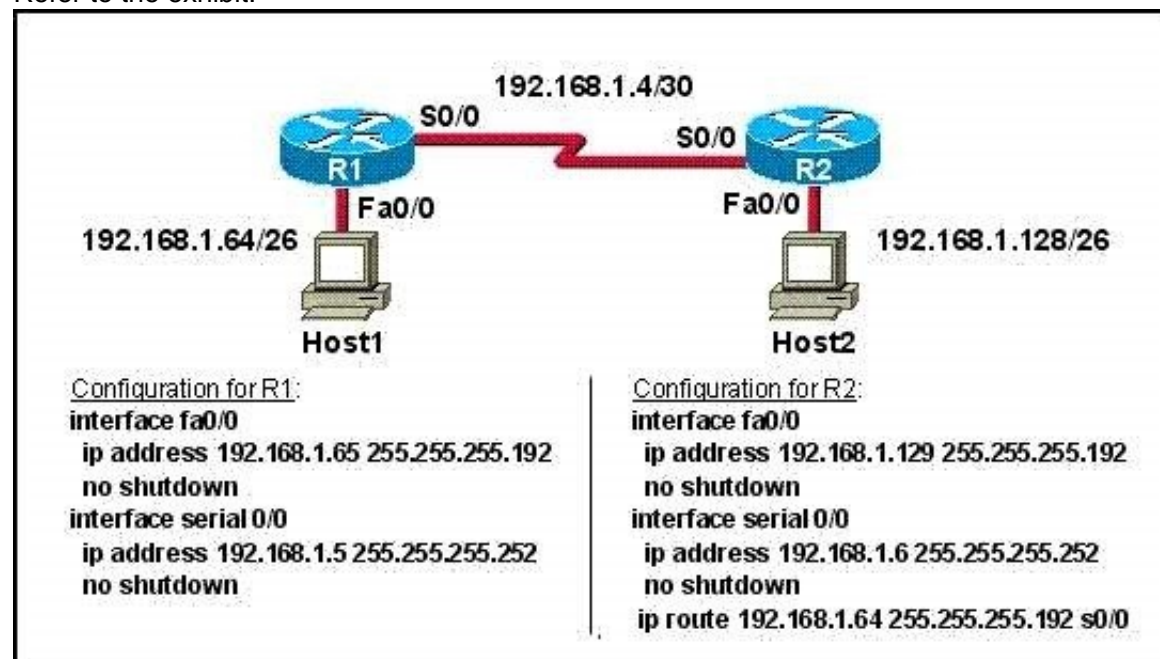 Refer to the exhibit.
192.168.1.4/30
S0/0
S0/0
R1
R2
Fa0/0
Fa0/0
192.168.1.64/26
192.168.1.128/26
Host1
Host2
Configuration for R1:
interface fa0/0
ip address 192.168.1.65 255.255.255.192
no shutdown
interface serial 0/0
ip address 192.168.1.5 255.255.255.252
no shutdown
Configuration for R2:
interface fa0/0
ip address 192.168.1.129 255.255.255.192
no shutdown
interface serial 0/0
ip address 192.168.1.6 255.255.255.252
no shutdown
ip route 192.168.1.64 255.255.255.192 s0/0